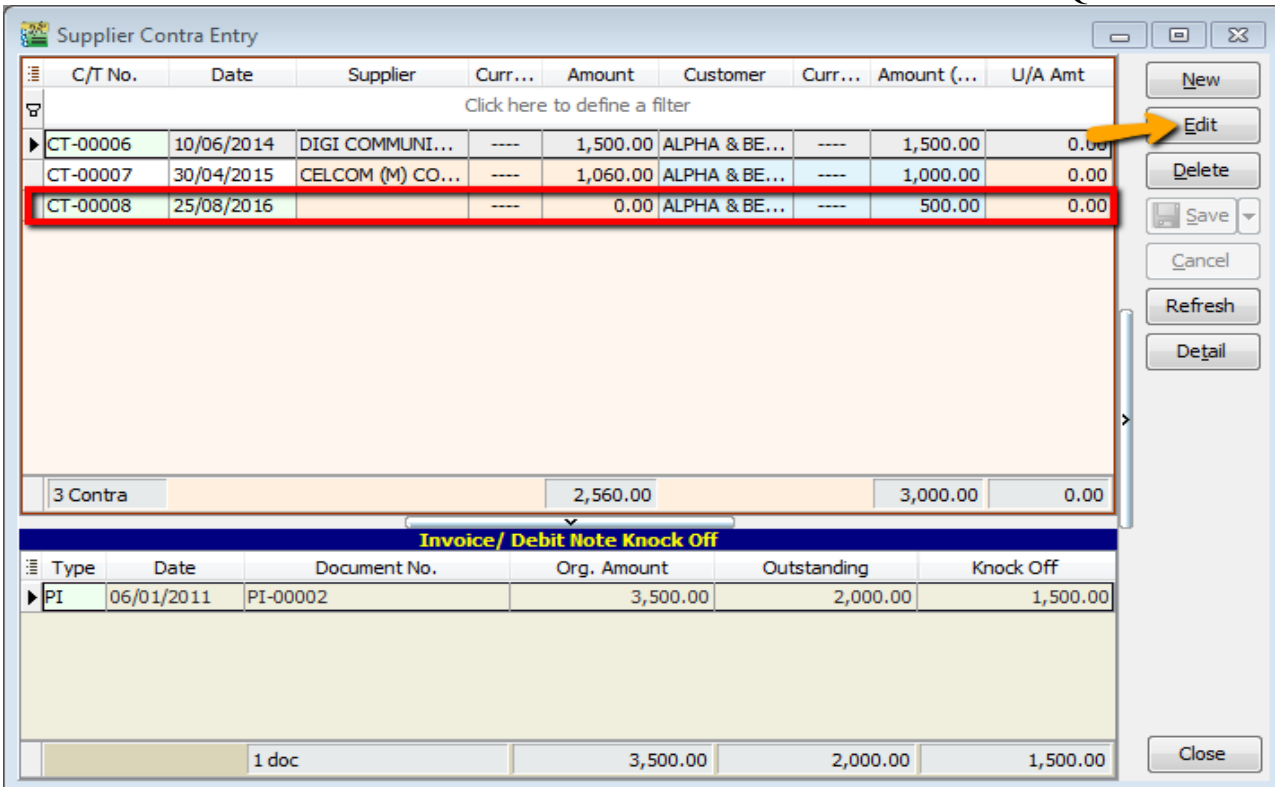 Supplier Contra Entry
C/T No. Date Supplier Curr... Amount Customer Curr... Amount (... U/A Amt
Click here to define a filter
CT-00006 10/06/2014 DIGI COMMUNI... ---- 1,500.00 ALPHA & BE... ---- 1,500.00 0.00
CT-00007 30/04/2015 CELCOM (M) CO... ---- 1,060.00 ALPHA & BE... ---- 1,000.00 0.00
CT-00008 25/08/2016 ---- 0.00 ALPHA & BE... ---- 500.00 0.00
3 Contra 2,560.00 3,000.00 0.00
Invoice/ Debit Note Knock Off
Type Date Document No. Org. Amount Outstanding Knock Off
PI 06/01/2011 PI-00002 3,500.00 2,000.00 1,500.00
1 doc 3,500.00 2,000.00 1,500.00
New
Edit
Delete
Save
Cancel
Refresh
Detail
Close